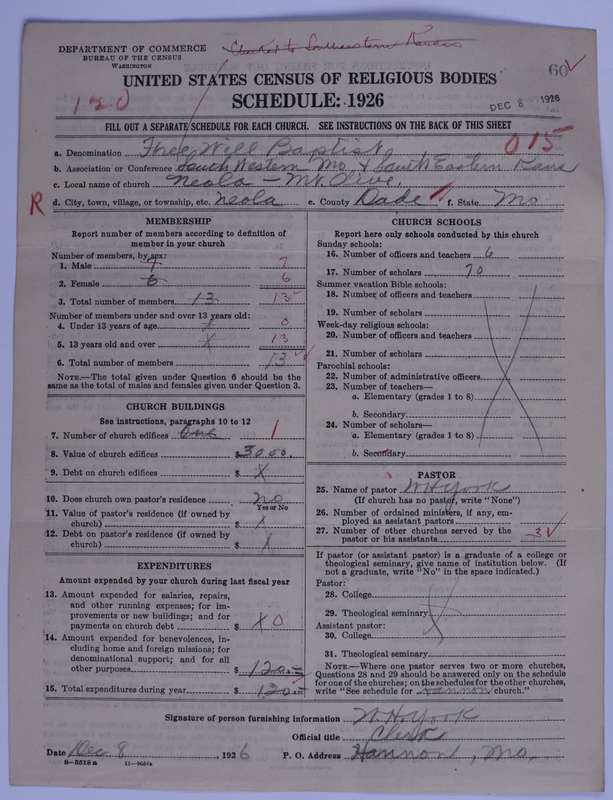 DEPARTMENT OF COMMERCE
BUREAU OF THE CENSUS
WASHINGTON
Checked to Southeastern Kansas
60
UNITED STATES CENSUS OF RELIGIOUS BODIES
SCHEDULE: 1926
120
DEC 8 1926
FILL OUT A SEPARATE SCHEDULE FOR EACH CHURCH. SEE INSTRUCTIONS ON THE BACK OF THIS SHEET
015
a. Denomination Free Will Baptist
b. Association or Conference South Western Mo & South Eastern Kans
c. Local name of church Neola - Mt. Olive.
R d. City, town, village, or township, etc. Neola e. County Dade f. State Mo
MEMBERSHIP
Report number of members according to definition of member in your church
Number of members, by sex:
1. Male 7 7
2. Female 6 6
3. Total number of members 13 13
Number of members under and over 13 years old:
4. Under 13 years of age x 0
5. 13 years old and over x 13
6. Total number of members 13
NOTE.—The total given under Question 6 should be the same as the total of males and females given under Question 3.
CHURCH BUILDINGS
See instructions, paragraphs 10 to 12
7. Number of church edifices One 1
8. Value of church edifices $ 3000
9. Debt on church edifices $ X
10. Does church own pastor's residence no
Yes or No
11. Value of pastor's residence (if owned by church) $ X
12. Debt on pastor's residence (if owned by church) $ X
EXPENDITURES
Amount expended by your church during last fiscal year
13. Amount expended for salaries, repairs, and other running expenses; for improvements or new buildings; and for payments on church debt $ X 0
14. Amount expended for benevolences, including home and foreign missions; for denominational support; and for all other purposes $ 120.=
15. Total expenditures during year $ 120.=
CHURCH SCHOOLS
Report here only schools conducted by this church
Sunday schools:
16. Number of officers and teachers 6
17. Number of scholars 70
Summer vacation Bible schools:
18. Number of officers and teachers
19. Number of scholars
Week-day religious schools:
20. Number of officers and teachers
21. Number of scholars
Parochial schools:
22. Number of administrative officers
23. Number of teachers—
a. Elementary (grades 1 to 8)
b. Secondary
24. Number of scholars—
a. Elementary (grades 1 to 8)
b. Secondary
PASTOR
25. Name of pastor W H York
(If church has no pastor, write "None")
26. Number of ordained ministers, if any, employed as assistant pastors
27. Number of other churches served by the pastor or his assistants 3
If pastor (or assistant pastor) is a graduate of a college or theological seminary, give name of institution below. (If not a graduate, write "No" in the space indicated.)
Pastor:
28. College
29. Theological seminary
Assistant pastor:
30. College
31. Theological seminary
NOTE.—Where one pastor serves two or more churches, Questions 28 and 29 should be answered only on the schedule for one of the churches; on the schedules for the other churches, write "See schedule for Hannon church."
Signature of person furnishing information W H York
Official title Clerk
Date Dec 8, 1926 P. O. Address Hannon, Mo,
8—5518 a